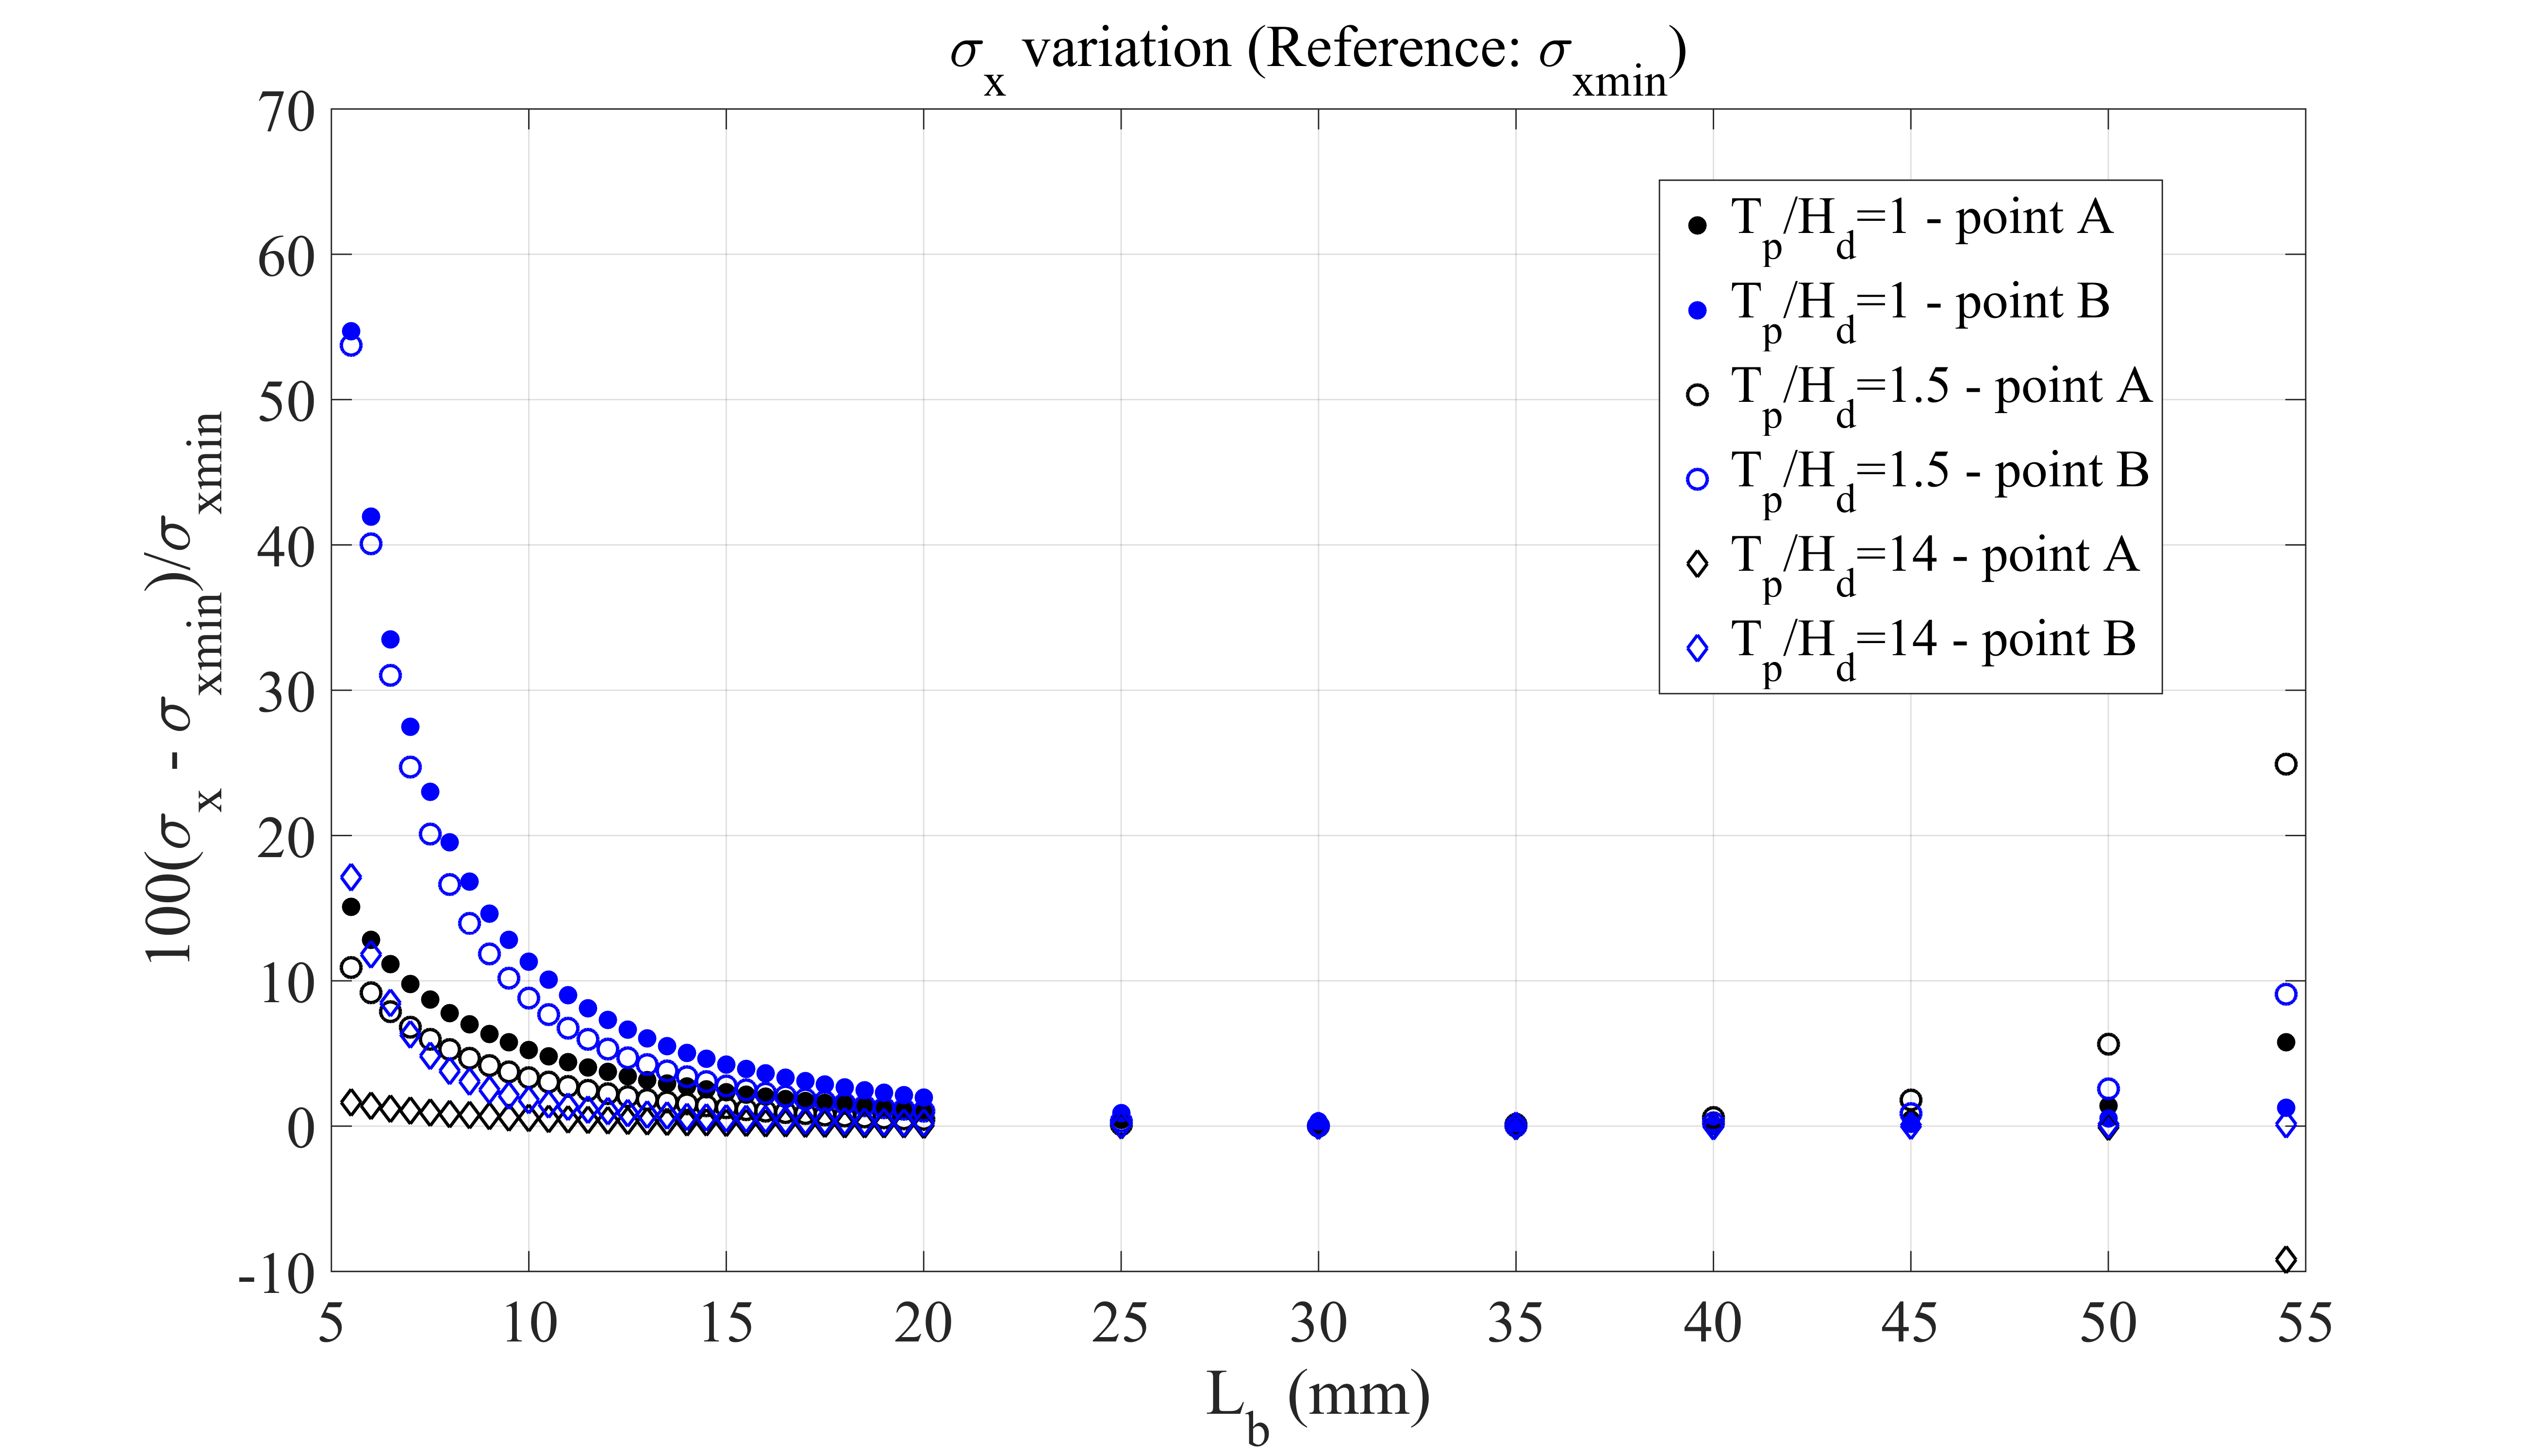 σx variation (Reference: σxmin)
100(σx - σxmin)/σxmin
70
60
50
40
30
20
10
0
-10
Tp/Hd=1 - point A
Tp/Hd=1 - point B
Tp/Hd=1.5 - point A
Tp/Hd=1.5 - point B
Tp/Hd=14 - point A
Tp/Hd=14 - point B
5 10 15 20 25 30 35 40 45 50 55
Lb (mm)